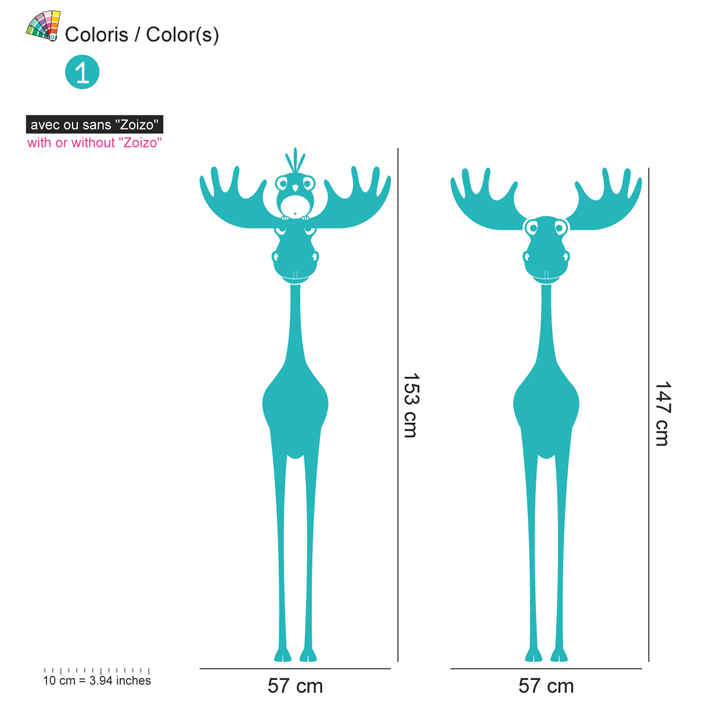 Coloris / Color(s)
1
avec ou sans "Zoizo"
with or without "Zoizo"
153 cm
147 cm
57 cm
57 cm
10 cm = 3.94 inches